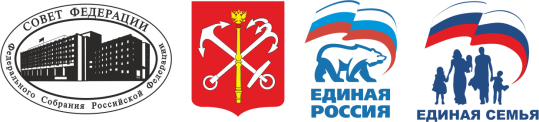 СОВЕТ ФЕДЕРАЦИИ
Федерального Собрания Российской Федерации
ЕДИНАЯ
РОССИЯ
ЕДИНАЯ СЕМЬЯ